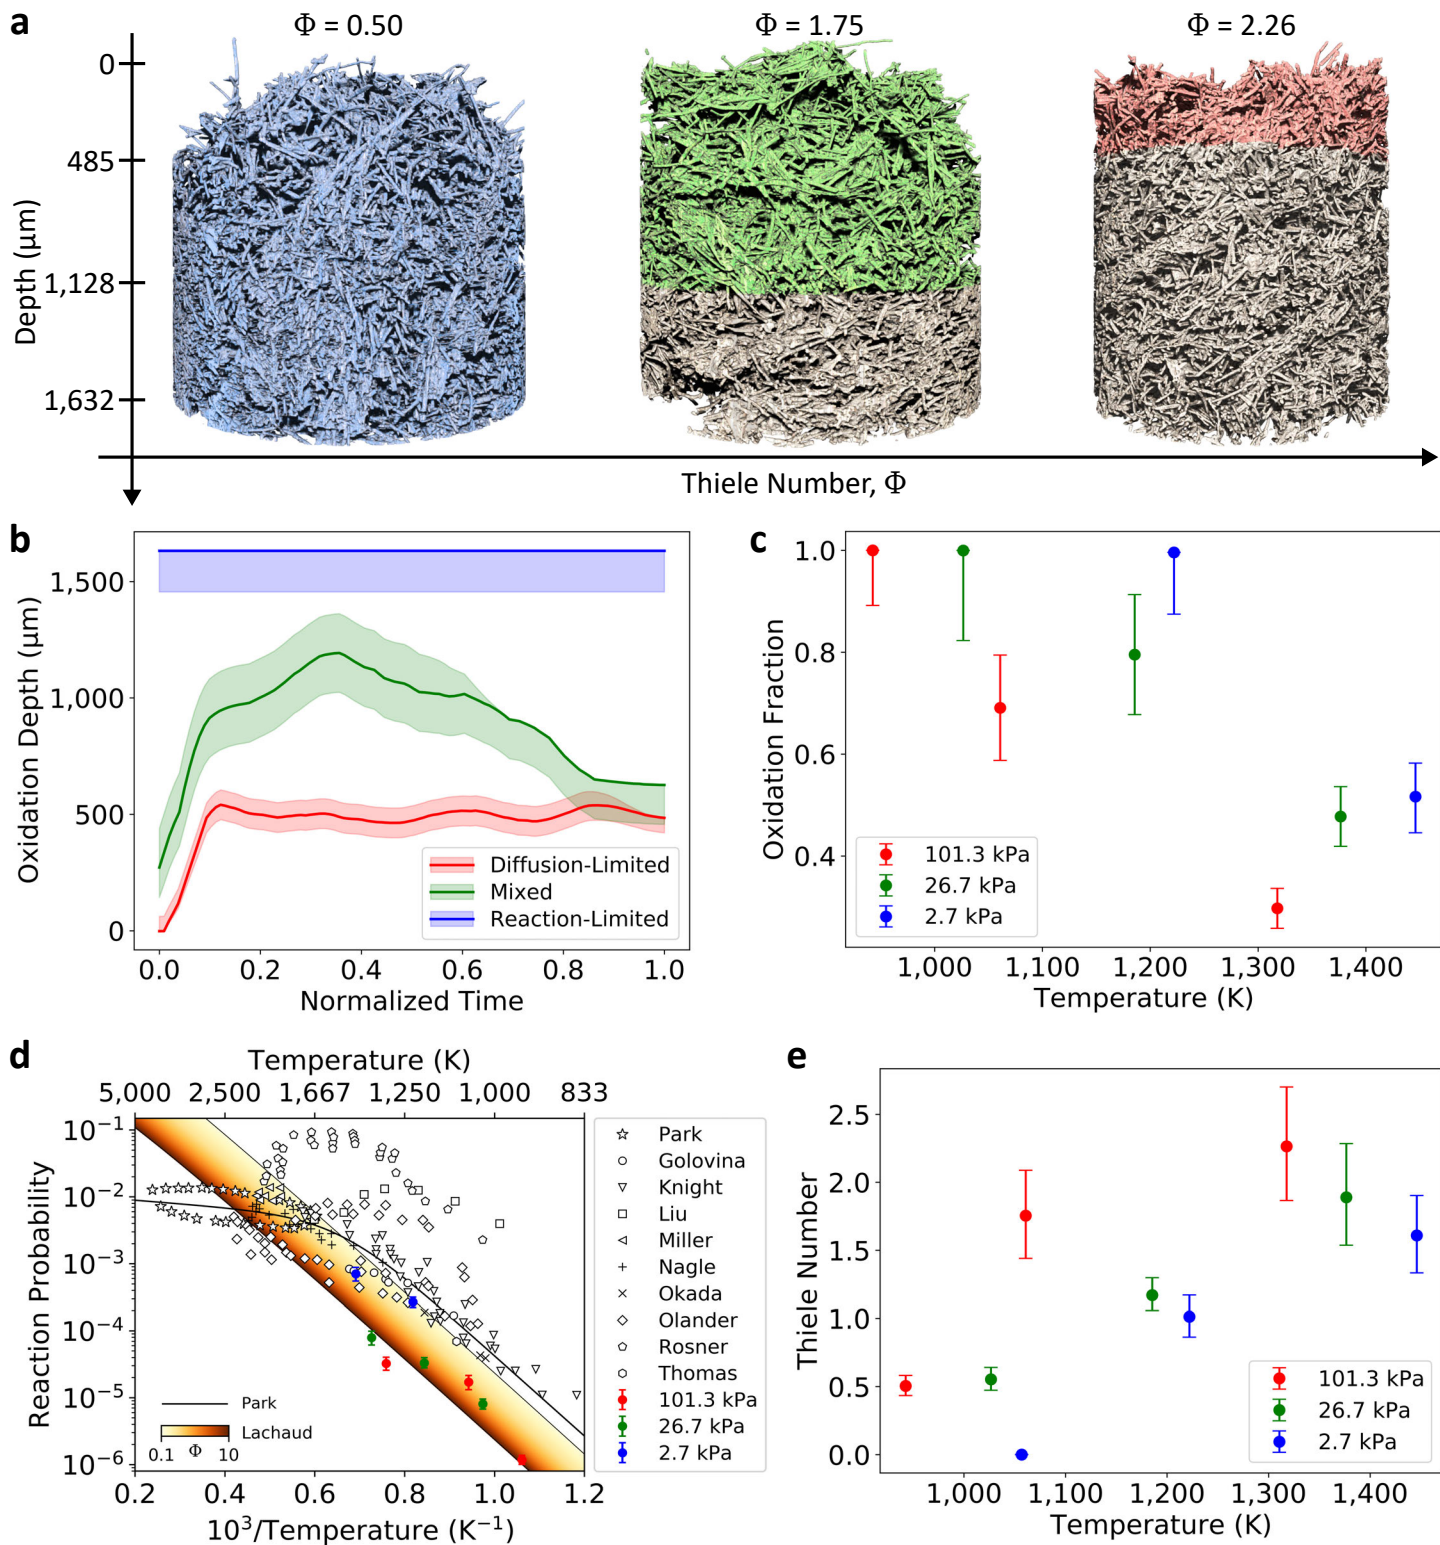 a
Φ = 0.50
Φ = 1.75
Φ = 2.26
0
485
1,128
1,632
Depth (μm)
Thiele Number, Φ
b
1,500
1,000
500
0
Oxidation Depth (μm)
Diffusion-Limited
Mixed
Reaction-Limited
0.0 0.2 0.4 0.6 0.8 1.0
Normalized Time
c
1.0
0.8
0.6
0.4
Oxidation Fraction
101.3 kPa
26.7 kPa
2.7 kPa
1,000 1,100 1,200 1,300 1,400
Temperature (K)
d
Temperature (K)
5,000 2,500 1,667 1,250 1,000 833
10⁻¹
10⁻²
10⁻³
10⁻⁴
10⁻⁵
10⁻⁶
Reaction Probability
Park
Lachaud
0.1 Φ 10
0.2 0.4 0.6 0.8 1.0 1.2
10³/Temperature (K⁻¹)
Park
Golovina
Knight
Liu
Miller
Nagle
Okada
Olander
Rosner
Thomas
101.3 kPa
26.7 kPa
2.7 kPa
e
2.5
2.0
1.5
1.0
0.5
0.0
Thiele Number
101.3 kPa
26.7 kPa
2.7 kPa
1,000 1,100 1,200 1,300 1,400
Temperature (K)